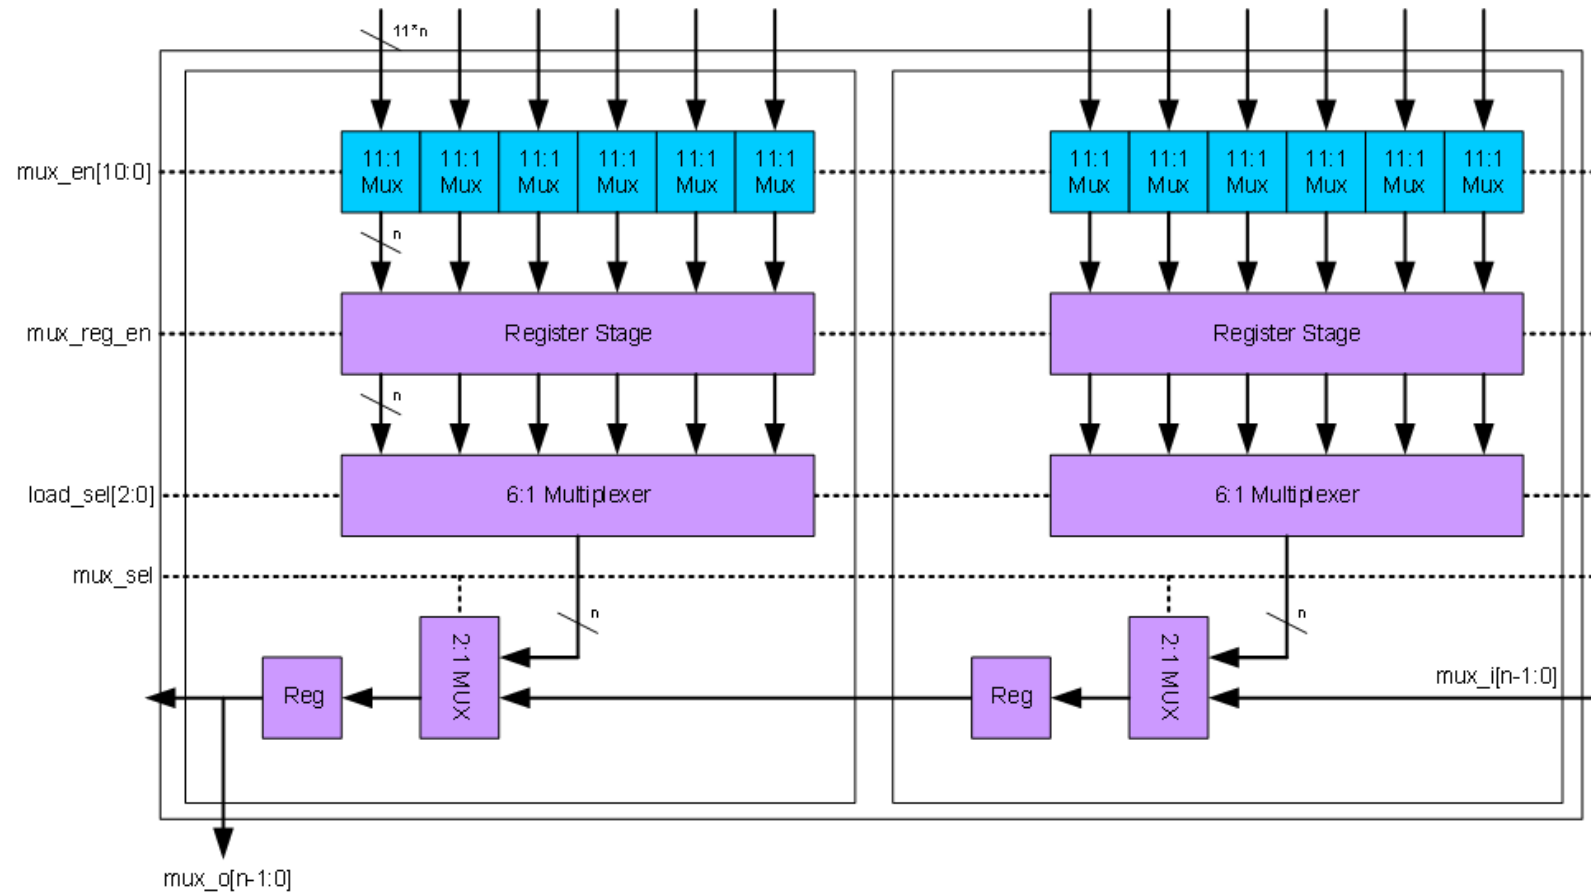 11*n
11:1 Mux
11:1 Mux
11:1 Mux
11:1 Mux
11:1 Mux
11:1 Mux
11:1 Mux
11:1 Mux
11:1 Mux
11:1 Mux
11:1 Mux
11:1 Mux
mux_en[10:0]
n
mux_reg_en
Register Stage
Register Stage
n
load_sel[2:0]
6:1 Multiplexer
6:1 Multiplexer
mux_sel
n
n
2:1 MUX
2:1 MUX
Reg
Reg
mux_i[n-1:0]
mux_o[n-1:0]